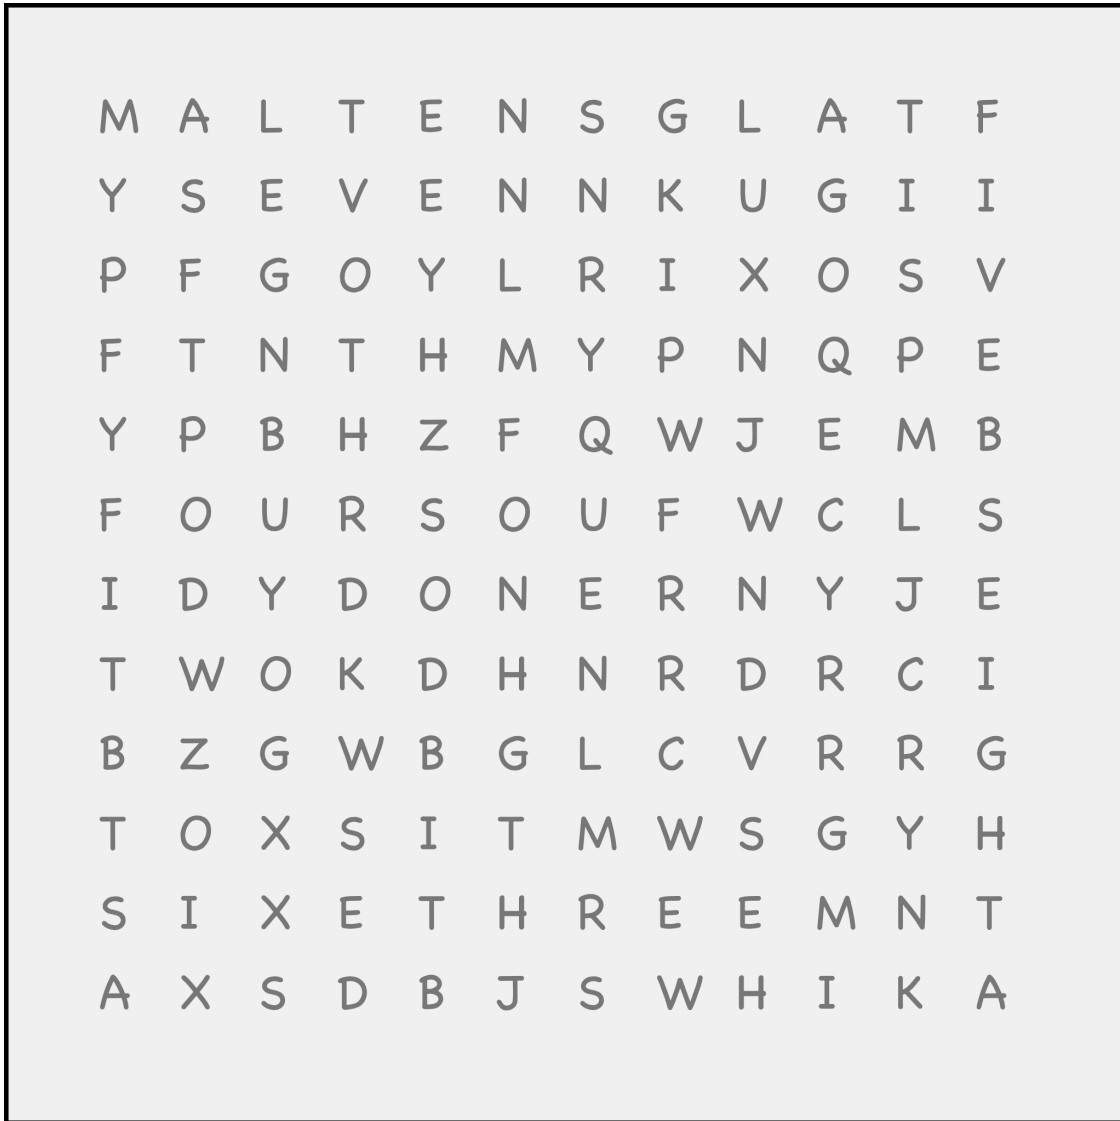 M A L T E N S G L A T F
Y S E V E N N K U G I I
P F G O Y L R I X O S V
F T N T H M Y P N Q P E
Y P B H Z F Q W J E M B
F O U R S O U F W C L S
I D Y D O N E R N Y J E
T W O K D H N R D R C I
B Z G W B G L C V R R G
T O X S I T M W S G Y H
S I X E T H R E E M N T
A X S D B J S W H I K A